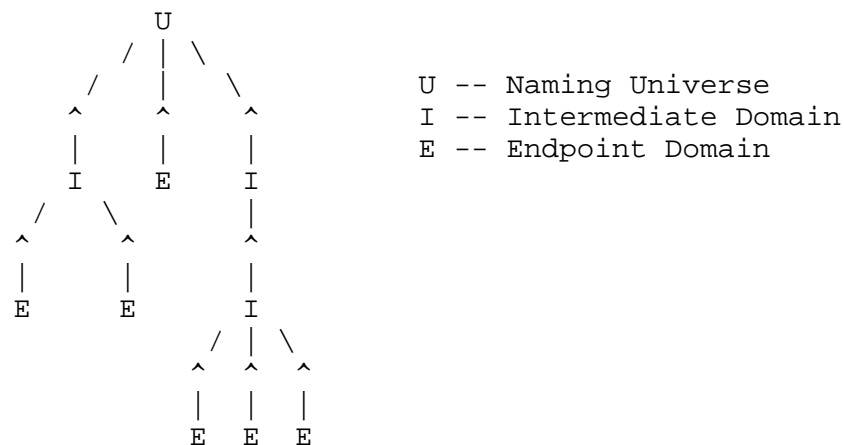 U
             /  |  \
          /     |     \
         ^      ^      ^          U -- Naming Universe
         |      |      |          I -- Intermediate Domain
         I      E      I          E -- Endpoint Domain
       /   \           |
     ^       ^         ^
     |       |         |
     E       E         I
                     / | \
                   ^   ^   ^
                   |   |   |
                   E   E   E